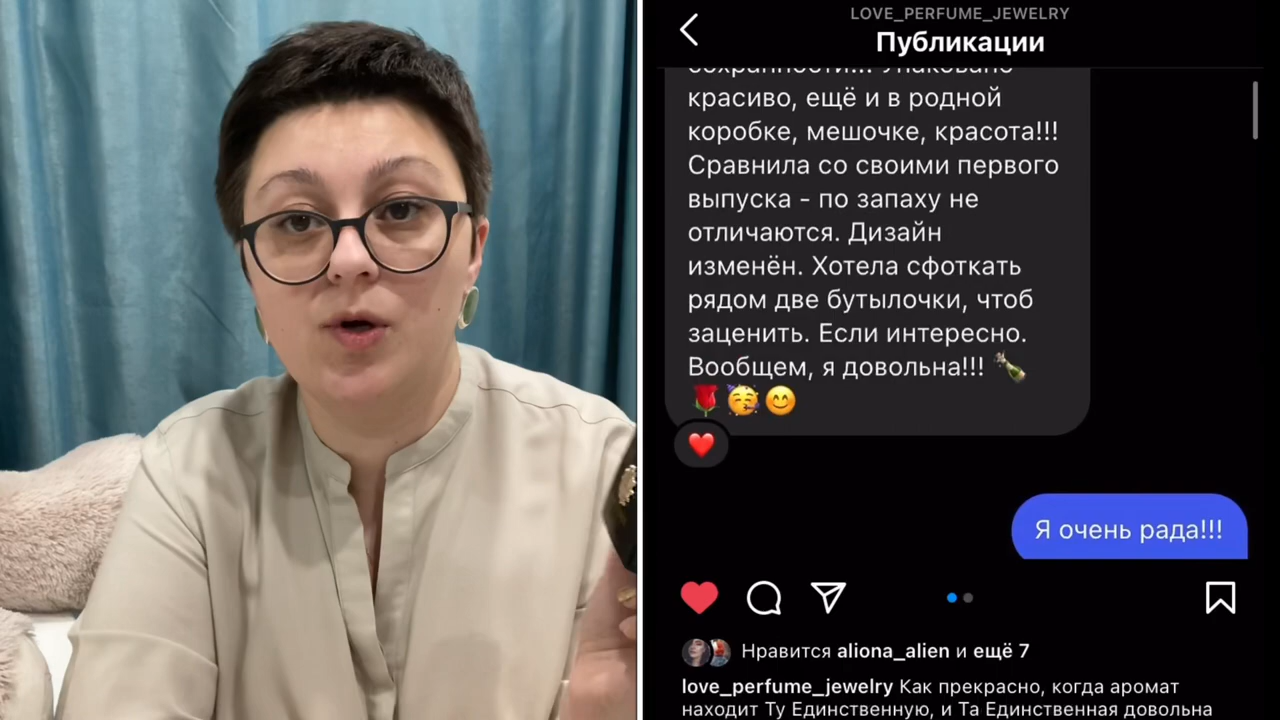 LOVE_PERFUME_JEWELRY
Публикации
сохранности!!! Упаковано
красиво, ещё и в родной
коробке, мешочке, красота!!!
Сравнила со своими первого
выпуска - по запаху не
отличаются. Дизайн
изменён. Хотела сфоткать
рядом две бутылочки, чтоб
заценить. Если интересно.
Вообщем, я довольна!!! 🍾
🌹🥳😊
❤️
Я очень рада!!!
Нравится aliona_alien и ещё 7
love_perfume_jewelry Как прекрасно, когда аромат
находит Ту Единственную, и Та Единственная довольна